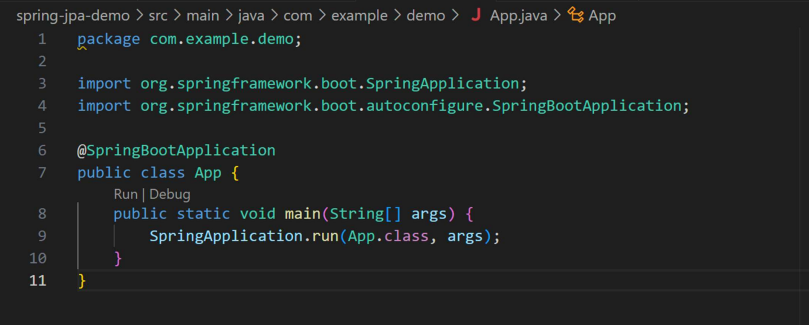 spring-jpa-demo > src > main > java > com > example > demo > J App.java > App
1 package com.example.demo;
2
3 import org.springframework.boot.SpringApplication;
4 import org.springframework.boot.autoconfigure.SpringBootApplication;
5
6 @SpringBootApplication
7 public class App {
Run | Debug
8 public static void main(String[] args) {
9 SpringApplication.run(App.class, args);
10 }
11 }